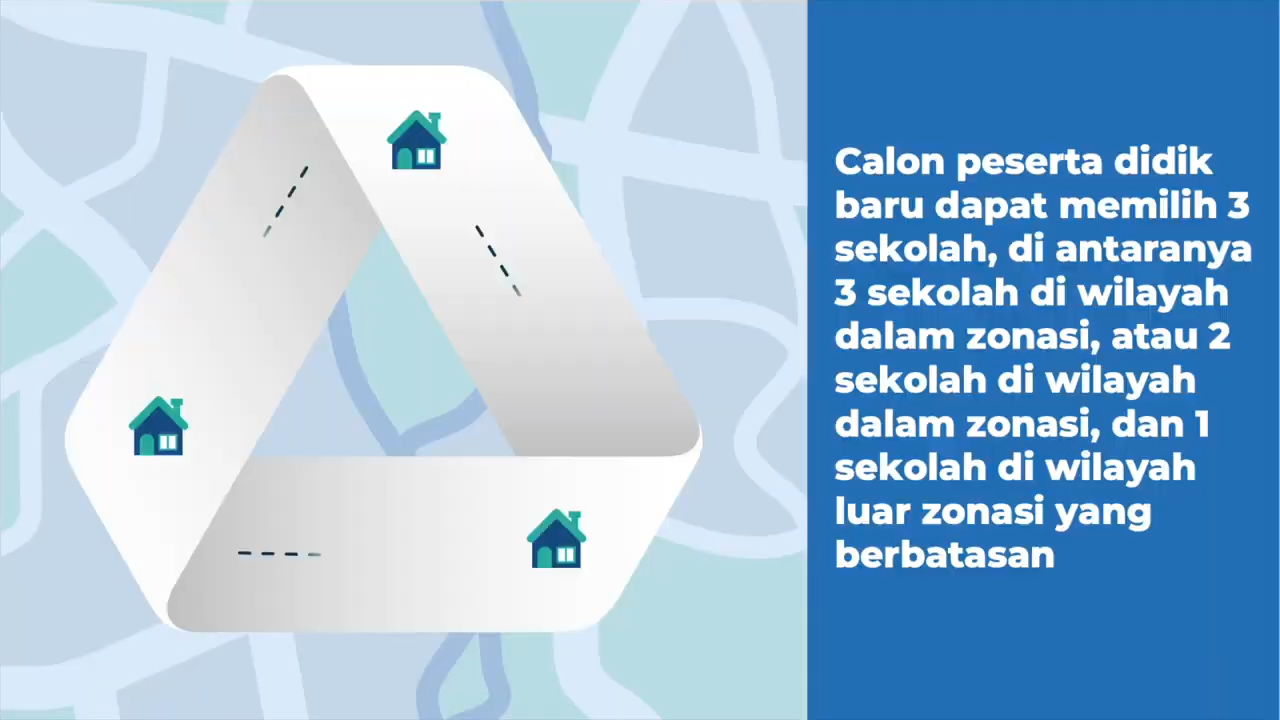 Calon peserta didik
baru dapat memilih 3
sekolah, di antaranya
3 sekolah di wilayah
dalam zonasi, atau 2
sekolah di wilayah
dalam zonasi, dan 1
sekolah di wilayah
luar zonasi yang
berbatasan